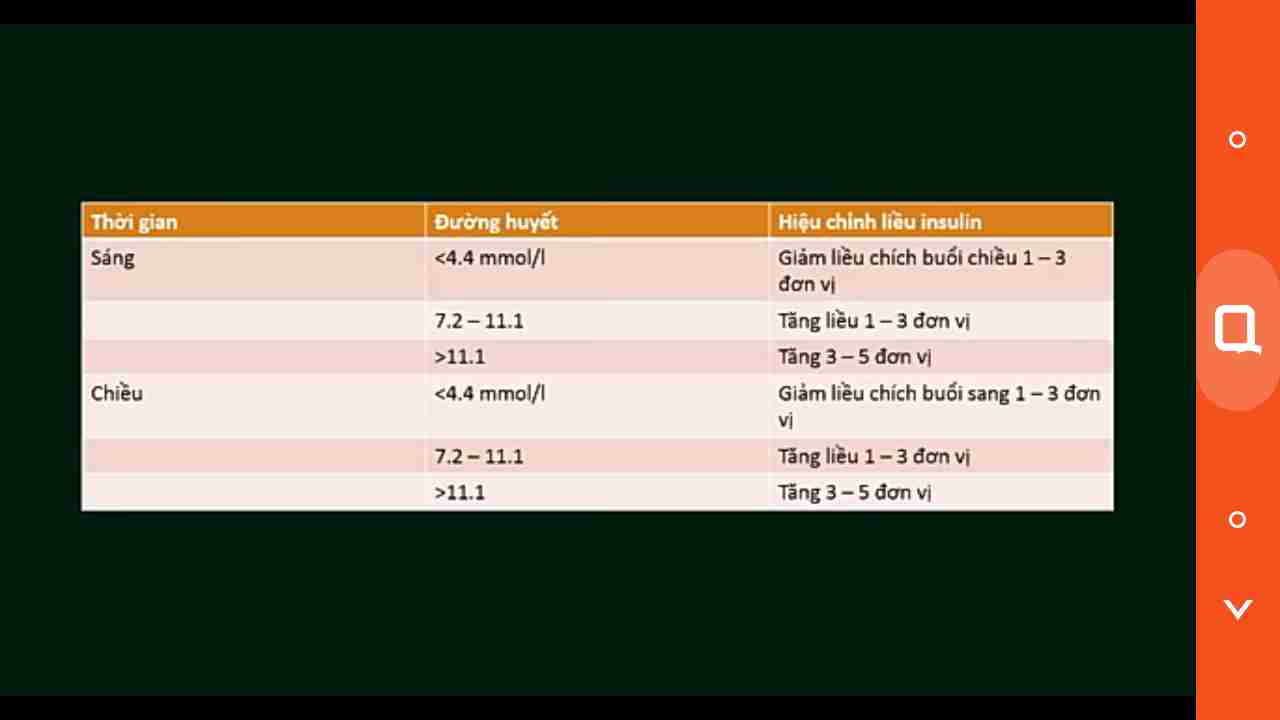 Thời gian Đường huyết Hiệu chỉnh liều insulin
Sáng <4.4 mmol/l Giảm liều chích buổi chiều 1 – 3
đơn vị
7.2 – 11.1 Tăng liều 1 – 3 đơn vị
>11.1 Tăng 3 – 5 đơn vị
Chiều <4.4 mmol/l Giảm liều chích buổi sang 1 – 3 đơn
vị
7.2 – 11.1 Tăng liều 1 – 3 đơn vị
>11.1 Tăng 3 – 5 đơn vị